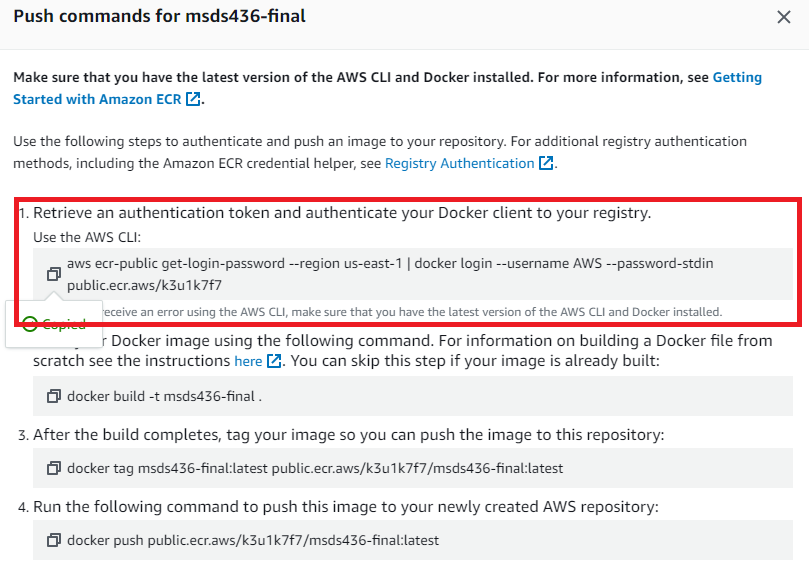 Push commands for msds436-final
Make sure that you have the latest version of the AWS CLI and Docker installed. For more information, see Getting
Started with Amazon ECR.
Use the following steps to authenticate and push an image to your repository. For additional registry authentication
methods, including the Amazon ECR credential helper, see Registry Authentication.
1. Retrieve an authentication token and authenticate your Docker client to your registry.
Use the AWS CLI:
aws ecr-public get-login-password --region us-east-1 | docker login --username AWS --password-stdin
public.ecr.aws/k3u1k7f7
receive an error using the AWS CLI, make sure that you have the latest version of the AWS CLI and Docker installed.
Copied
r Docker image using the following command. For information on building a Docker file from
scratch see the instructions here. You can skip this step if your image is already built:
docker build -t msds436-final .
3. After the build completes, tag your image so you can push the image to this repository:
docker tag msds436-final:latest public.ecr.aws/k3u1k7f7/msds436-final:latest
4. Run the following command to push this image to your newly created AWS repository:
docker push public.ecr.aws/k3u1k7f7/msds436-final:latest